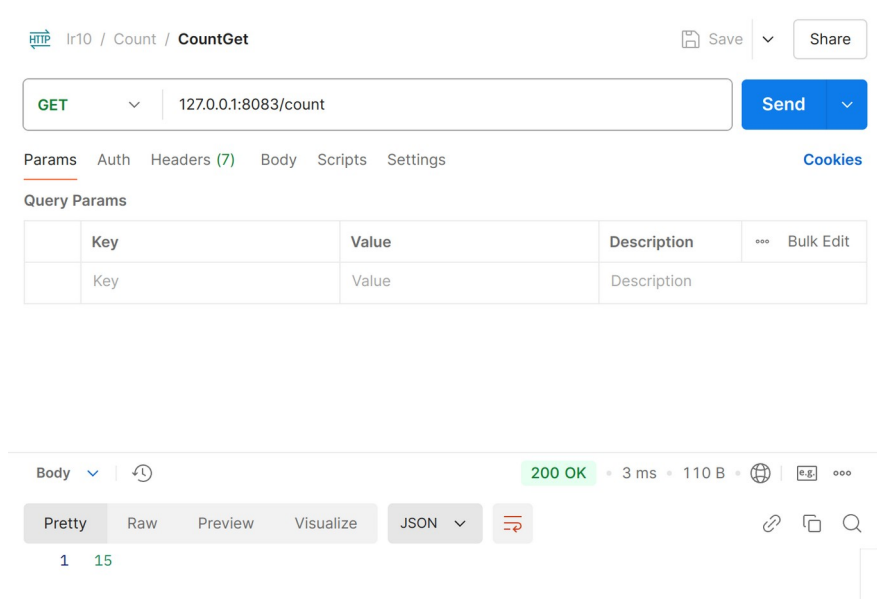 HTTP lr10 / Count / CountGet Save Share
GET 127.0.0.1:8083/count Send
Params Auth Headers (7) Body Scripts Settings Cookies
Query Params
Key Value Description Bulk Edit
Key Value Description
Body 200 OK 3 ms 110 B e.g.
Pretty Raw Preview Visualize JSON
1 15